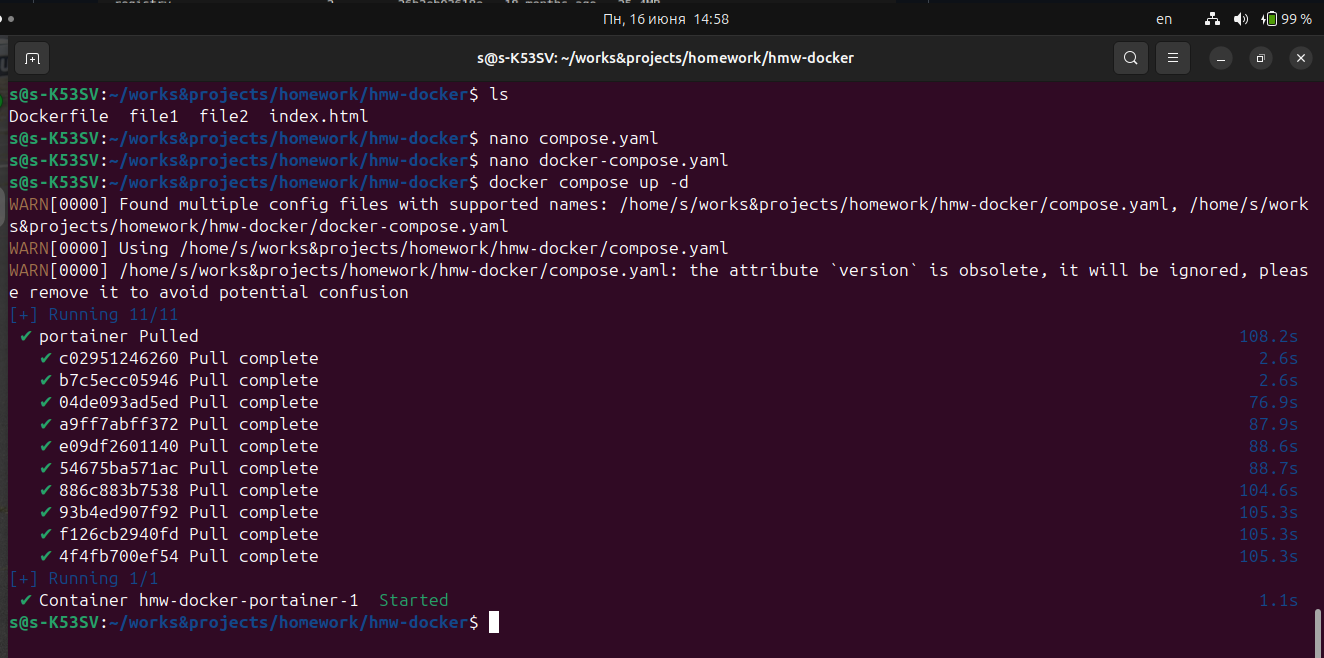 Пн, 16 июня 14:58
en
99 %
s@s-K53SV: ~/works&projects/homework/hmw-docker
s@s-K53SV:~/works&projects/homework/hmw-docker$ ls
Dockerfile  file1  file2  index.html
s@s-K53SV:~/works&projects/homework/hmw-docker$ nano compose.yaml
s@s-K53SV:~/works&projects/homework/hmw-docker$ nano docker-compose.yaml
s@s-K53SV:~/works&projects/homework/hmw-docker$ docker compose up -d
WARN[0000] Found multiple config files with supported names: /home/s/works&projects/homework/hmw-docker/compose.yaml, /home/s/work
s&projects/homework/hmw-docker/docker-compose.yaml
WARN[0000] Using /home/s/works&projects/homework/hmw-docker/compose.yaml
WARN[0000] /home/s/works&projects/homework/hmw-docker/compose.yaml: the attribute `version` is obsolete, it will be ignored, pleas
e remove it to avoid potential confusion
[+] Running 11/11
✔ portainer Pulled 108.2s
✔ c02951246260 Pull complete 2.6s
✔ b7c5ecc05946 Pull complete 2.6s
✔ 04de093ad5ed Pull complete 76.9s
✔ a9ff7abff372 Pull complete 87.9s
✔ e09df2601140 Pull complete 88.6s
✔ 54675ba571ac Pull complete 88.7s
✔ 886c883b7538 Pull complete 104.6s
✔ 93b4ed907f92 Pull complete 105.3s
✔ f126cb2940fd Pull complete 105.3s
✔ 4f4fb700ef54 Pull complete 105.3s
[+] Running 1/1
✔ Container hmw-docker-portainer-1  Started 1.1s
s@s-K53SV:~/works&projects/homework/hmw-docker$